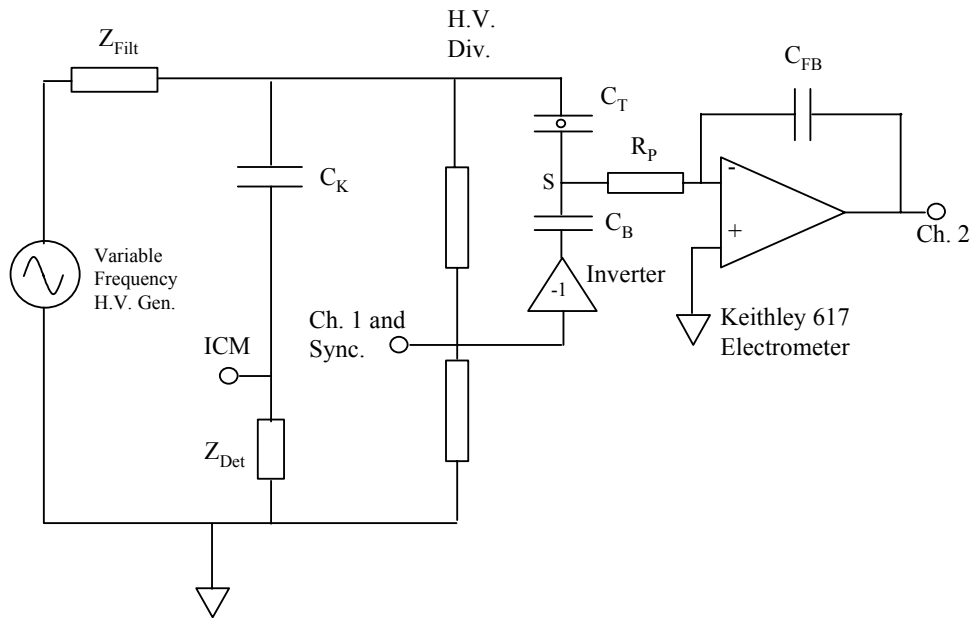 H.V.
Div.
Z_Filt
C_FB
C_T
R_P
C_K
S
-
+
C_B
Ch. 2
Variable
Frequency
H.V. Gen.
Inverter
-1
Ch. 1 and
Sync.
Keithley 617
Electrometer
ICM
Z_Det